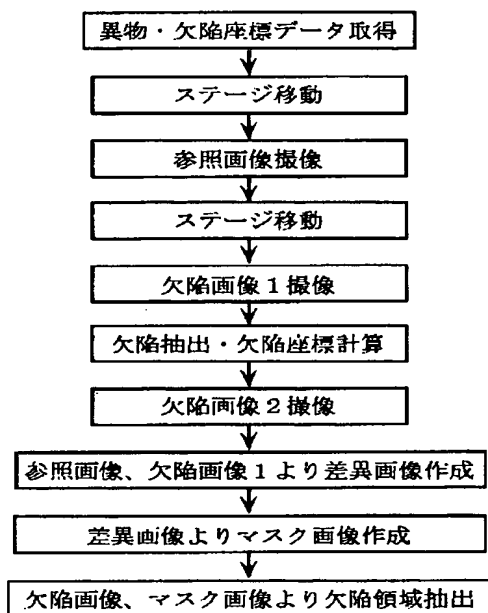 異物・欠陥座標データ取得
ステージ移動
参照画像撮像
ステージ移動
欠陥画像1撮像
欠陥抽出・欠陥座標計算
欠陥画像2撮像
参照画像、欠陥画像1より差異画像作成
差異画像よりマスク画像作成
欠陥画像、マスク画像より欠陥領域抽出